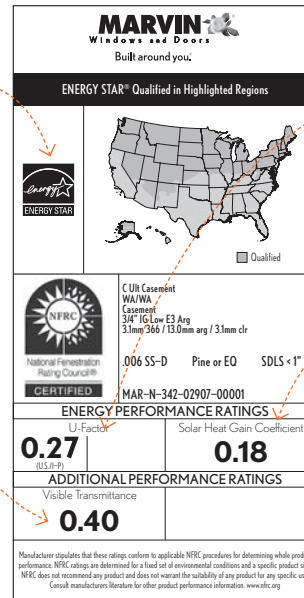 MARVIN
Windows and Doors
Built around you.
ENERGY STAR® Qualified in Highlighted Regions
energy
ENERGY STAR
Qualified
NFRC
National Fenestration
Rating Council®
CERTIFIED
C Ult Casement
WA/WA
Casement
3/4" IG Low E3 Arg
3.1mm 366 / 13.0mm arg / 3.1mm clr
.006 SS-D Pine or EQ SDLS < 1"
MAR-N-342-02907-00001
ENERGY PERFORMANCE RATINGS
U-Factor
Solar Heat Gain Coefficient
0.27
0.18
(U.S./I-P)
ADDITIONAL PERFORMANCE RATINGS
Visible Transmittance
0.40
Manufacturer stipulates that these ratings conform to applicable NFRC procedures for determining whole prod
performance. NFRC ratings are determined for a fixed set of environmental conditions and a specific product si
NFRC does not recommend any product and does not warrant the suitability of any product for any specific us
Consult manufacturers literature for other product performance information. www.nfrc.org